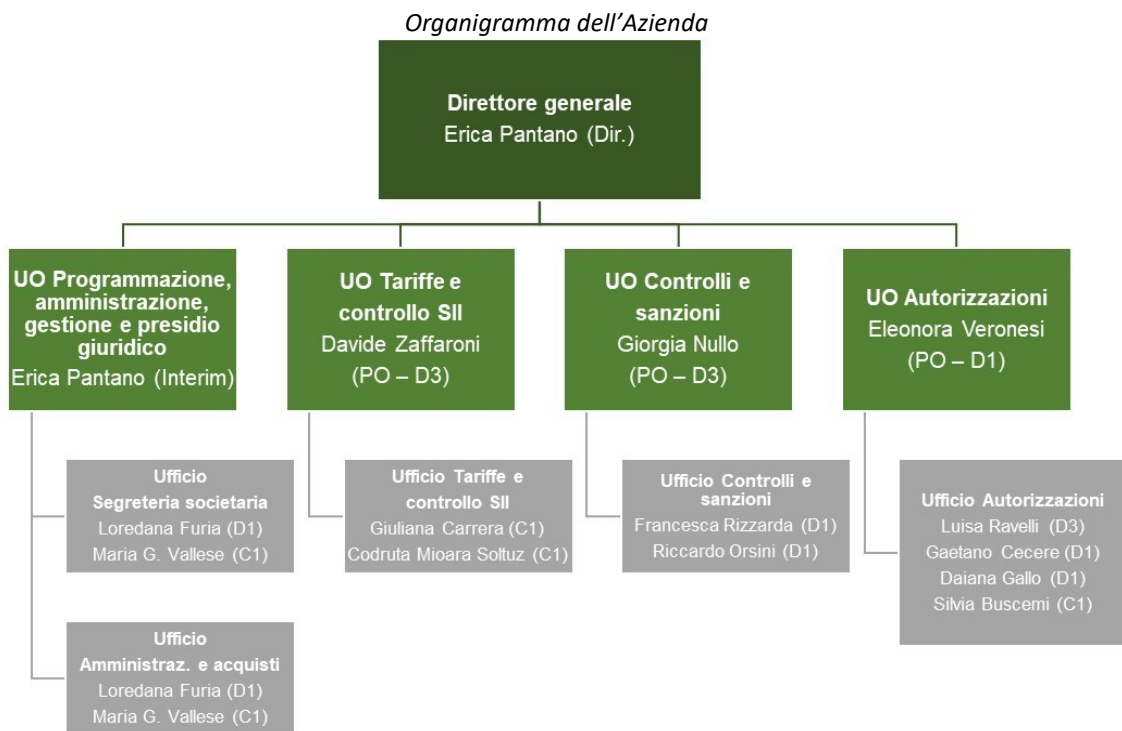 Organigramma dell’Azienda
Direttore generale
Erica Pantano (Dir.)
UO Programmazione,
amministrazione,
gestione e presidio
giuridico
Erica Pantano (Interim)
UO Tariffe e
controllo SII
Davide Zaffaroni
(PO – D3)
UO Controlli e
sanzioni
Giorgia Nullo
(PO – D3)
UO Autorizzazioni
Eleonora Veronesi
(PO – D1)
Ufficio
Segreteria societaria
Loredana Furia (D1)
Maria G. Vallese (C1)
Ufficio Tariffe e
controllo SII
Giuliana Carrera (C1)
Codruta Mioara Soltuz (C1)
Ufficio Controlli e
sanzioni
Francesca Rizzarda (D1)
Riccardo Orsini (D1)
Ufficio Autorizzazioni
Luisa Ravelli (D3)
Gaetano Cecere (D1)
Daiana Gallo (D1)
Silvia Buscemi (C1)
Ufficio
Amministraz. e acquisti
Loredana Furia (D1)
Maria G. Vallese (C1)